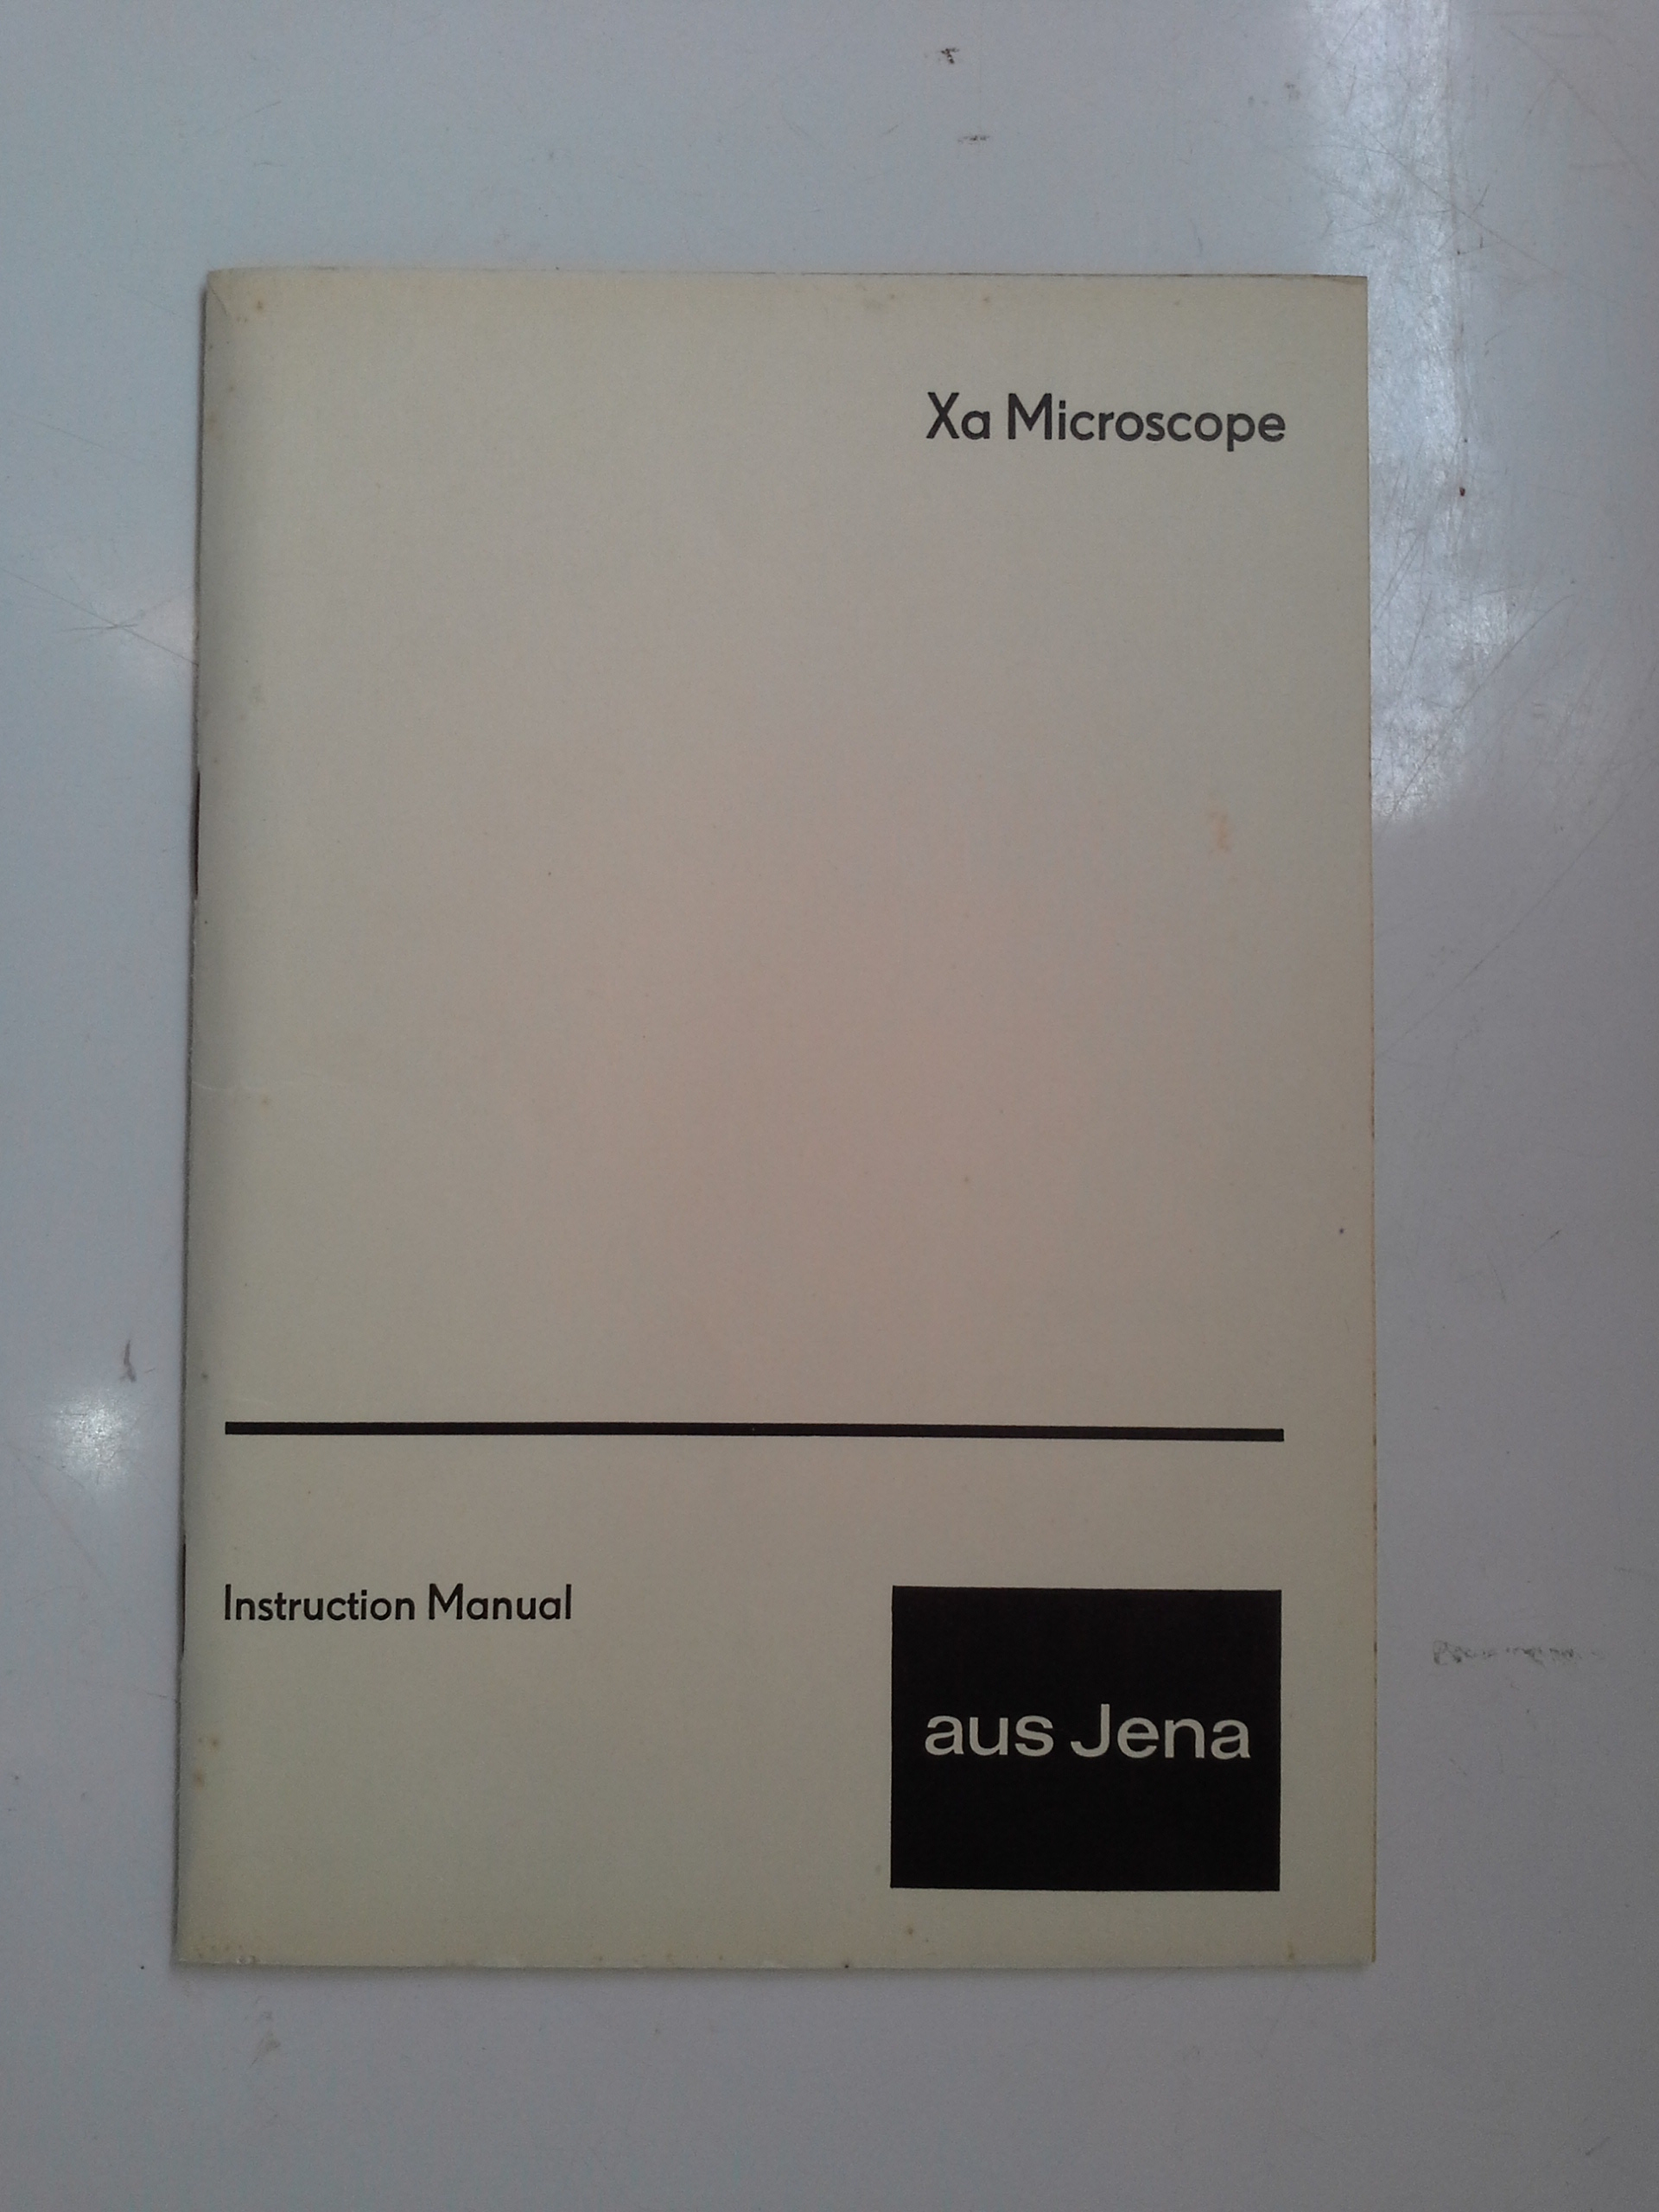 Xa Microscope
Instruction Manual
aus Jena